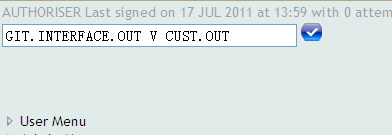 AUTHORISER Last signed on 17 JUL 2011 at 13:59 with 0 attem
GIT.INTERFACE.OUT V CUST.OUT
User Menu